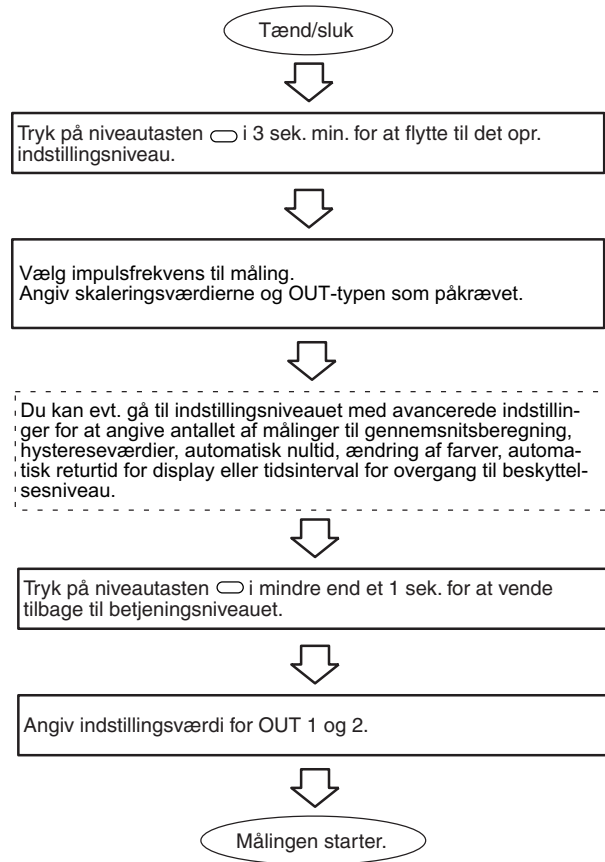 Tænd/sluk
Tryk på niveautasten i 3 sek. min. for at flytte til det opr.
indstillingsniveau.
Vælg impulsfrekvens til måling.
Angiv skaleringsværdierne og OUT-typen som påkrævet.
Du kan evt. gå til indstillingsniveauet med avancerede indstillin-
ger for at angive antallet af målinger til gennemsnitsberegning,
hystereseværdier, automatisk nultid, ændring af farver, automa-
tisk returtid for display eller tidsinterval for overgang til beskyttel-
sesniveau.
Tryk på niveautasten i mindre end et 1 sek. for at vende
tilbage til betjeningsniveauet.
Angiv indstillingsværdi for OUT 1 og 2.
Målingen starter.